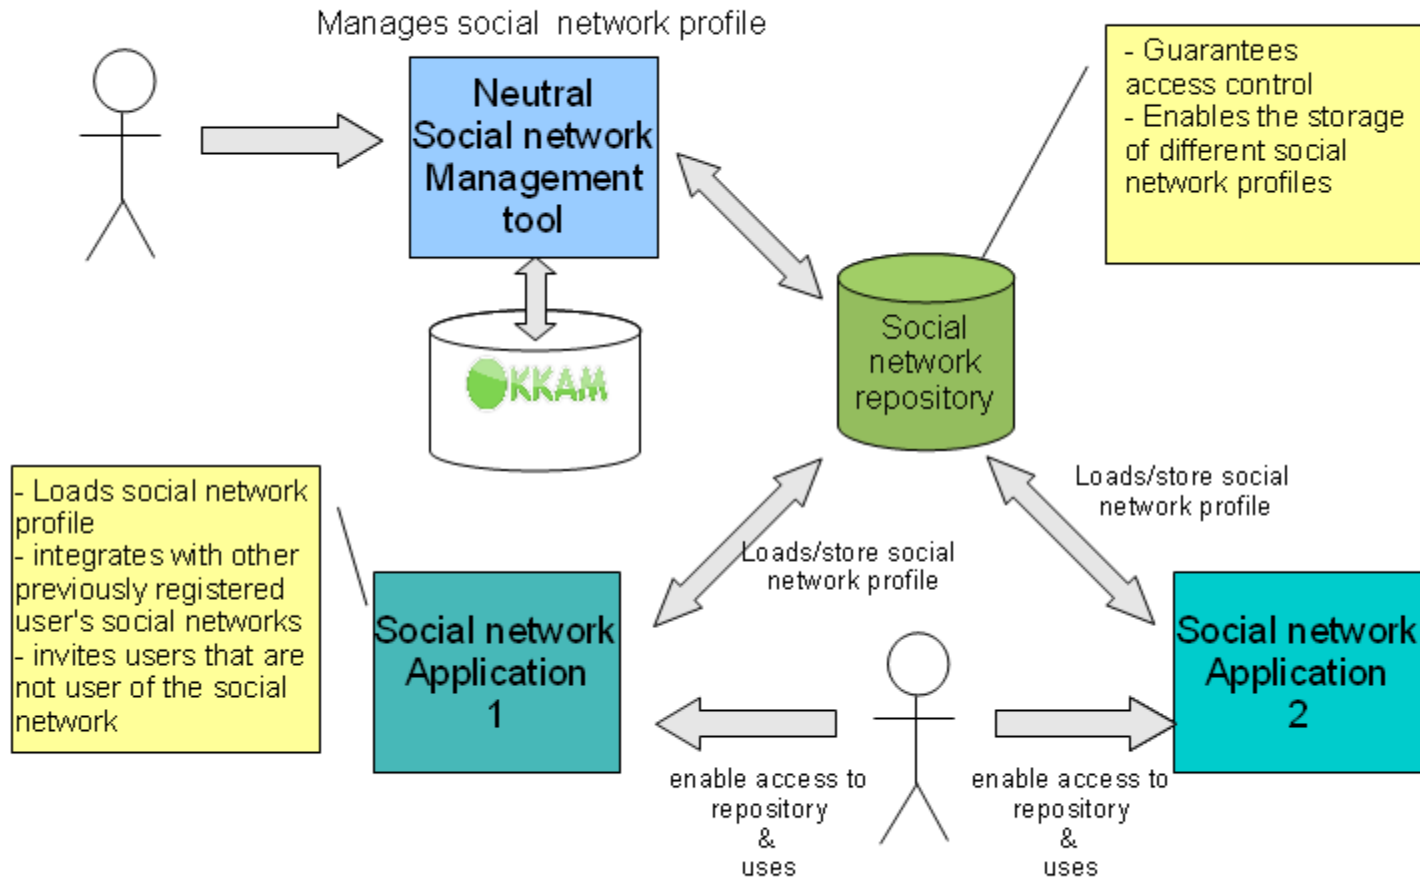 Manages social network profile
Neutral
Social network
Management
tool
- Guarantees
access control
- Enables the storage
of different social
network profiles
Social
network
repository
KKAM
- Loads social network
profile
- integrates with other
previously registered
user's social networks
- invites users that are
not user of the social
network
Loads/store social
network profile
Loads/store social
network profile
Social network
Application
1
Social network
Application
2
enable access to
repository
&
uses
enable access to
repository
&
uses